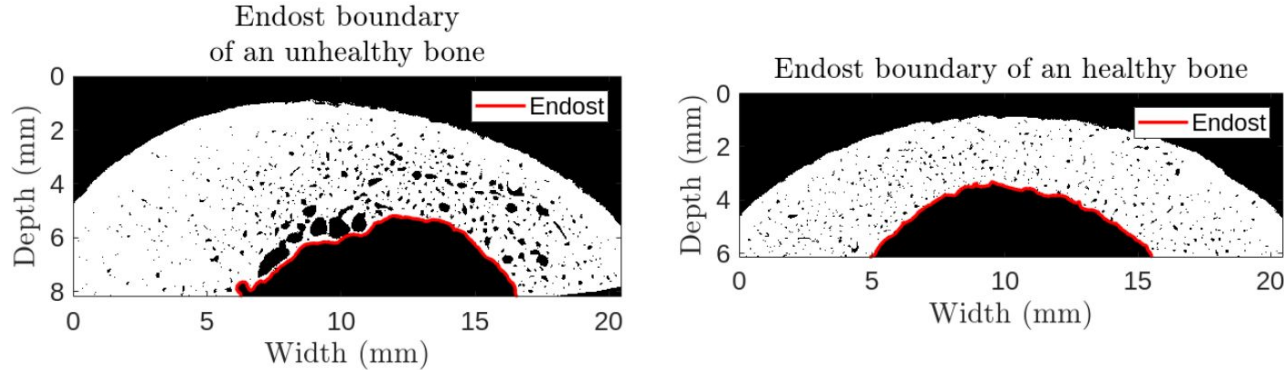 Endost boundary
of an unhealthy bone
Endost
0
2
4
6
8
Depth (mm)
0 5 10 15 20
Width (mm)
Endost boundary of an healthy bone
Endost
0
2
4
6
Depth (mm)
0 5 10 15 20
Width (mm)